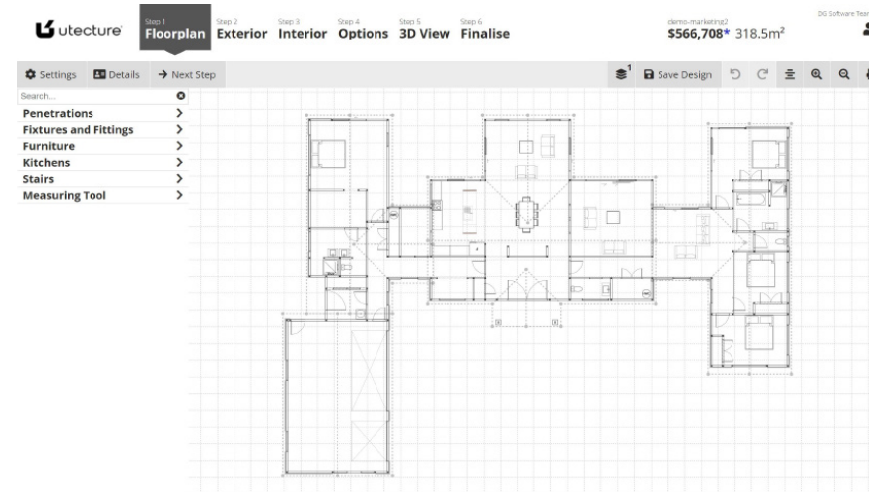 utecture
Step 1
Floorplan
Step 2
Exterior
Step 3
Interior
Step 4
Options
Step 5
3D View
Step 6
Finalise
demo-marketing2
$566,708* 318.5m²
DG Software Team
Settings
Details
Next Step
1
Save Design
Search...
Penetrations
Fixtures and Fittings
Furniture
Kitchens
Stairs
Measuring Tool